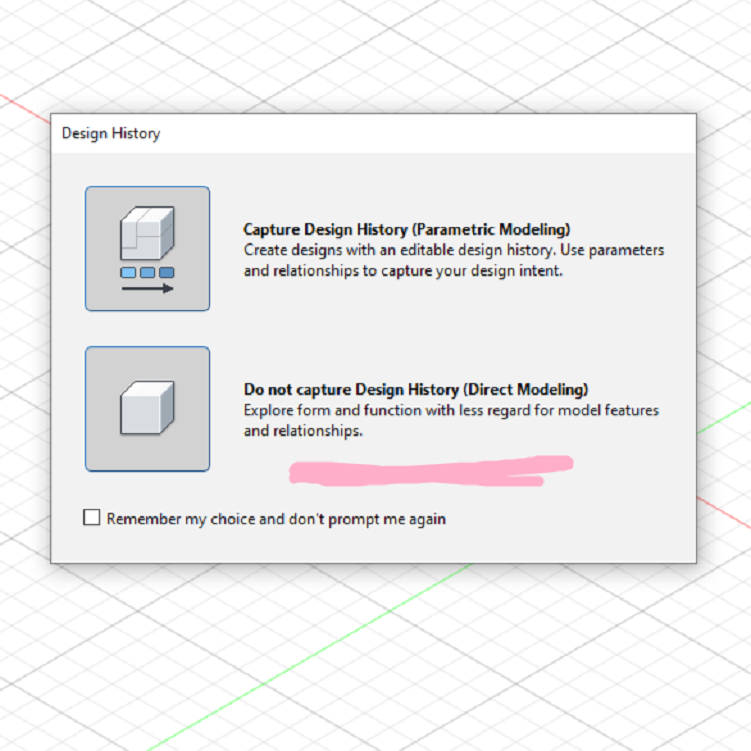 Design History
Capture Design History (Parametric Modeling)
Create designs with an editable design history. Use parameters
and relationships to capture your design intent.
Do not capture Design History (Direct Modeling)
Explore form and function with less regard for model features
and relationships.
Remember my choice and don't prompt me again